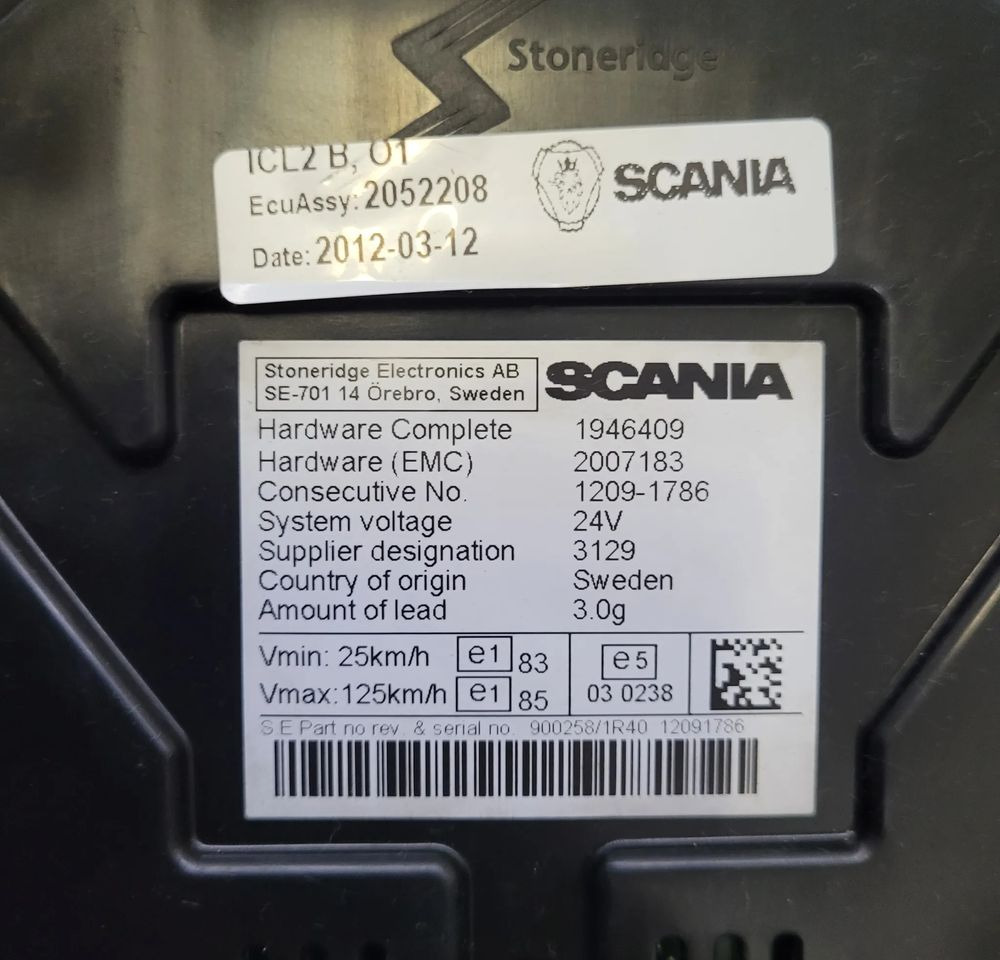 Stoneridge
ICL2 B, O1
EcuAssy: 2052208
Date: 2012-03-12
SCANIA
Stoneridge Electronics AB
SE-701 14 Örebro, Sweden
SCANIA
Hardware Complete 1946409
Hardware (EMC) 2007183
Consecutive No. 1209-1786
System voltage 24V
Supplier designation 3129
Country of origin Sweden
Amount of lead 3.0g
Vmin: 25km/h e1 83
Vmax: 125km/h e1 85
e5
03 0238
S E Part no rev. & serial no. 900258/1R40 12091786